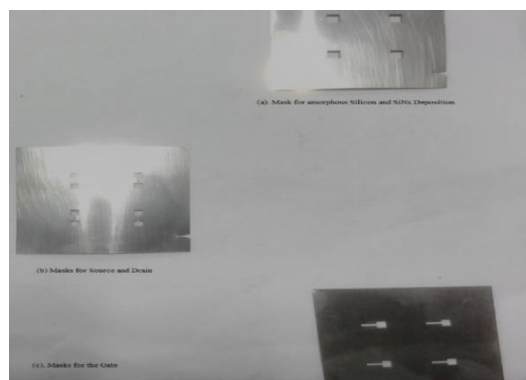 (a). Mask for amorphous Silicon and SiNx Deposition
(b) Masks for Source and Drain
(c). Masks for the Gate